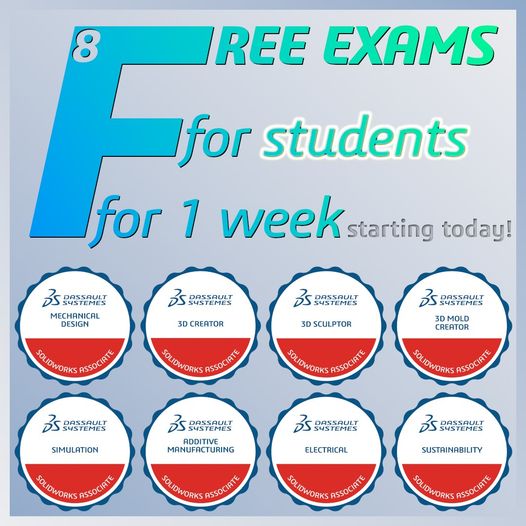 8 FREE EXAMS
for students
for 1 week starting today!
DASSAULT SYSTEMES
MECHANICAL
DESIGN
SOLIDWORKS ASSOCIATE
DASSAULT SYSTEMES
3D CREATOR
SOLIDWORKS ASSOCIATE
DASSAULT SYSTEMES
3D SCULPTOR
SOLIDWORKS ASSOCIATE
DASSAULT SYSTEMES
3D MOLD
CREATOR
SOLIDWORKS ASSOCIATE
DASSAULT SYSTEMES
SIMULATION
SOLIDWORKS ASSOCIATE
DASSAULT SYSTEMES
ADDITIVE
MANUFACTURING
SOLIDWORKS ASSOCIATE
DASSAULT SYSTEMES
ELECTRICAL
SOLIDWORKS ASSOCIATE
DASSAULT SYSTEMES
SUSTAINABILITY
SOLIDWORKS ASSOCIATE